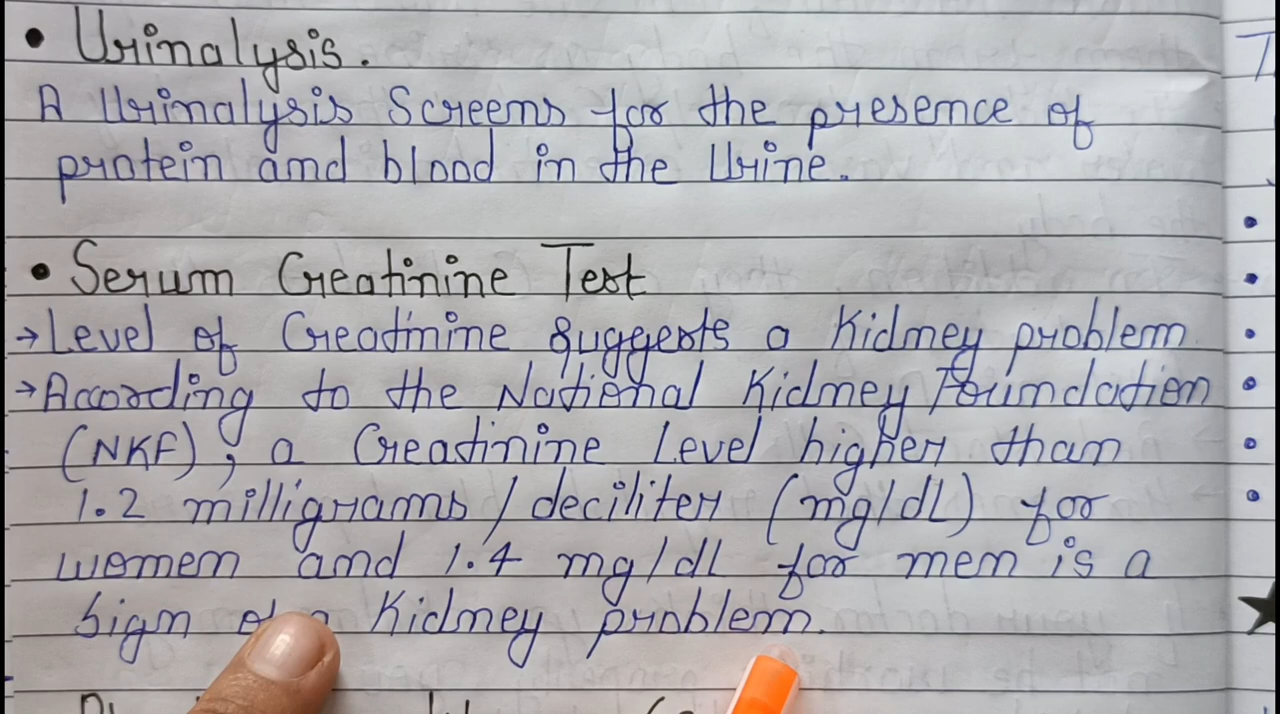 • Urinalysis.
A Urinalysis Screens for the presence of
protein and blood in the Urine.
• Serum Creatinine Test
→ Level of Creatinine Suggests a Kidney problem
→ According to the National Kidney Foundation
(NKF), a Creatinine Level higher than
1.2 milligrams / deciliter (mg/dL) for
women and 1.4 mg/dL for men is a
Sign of Kidney problem.